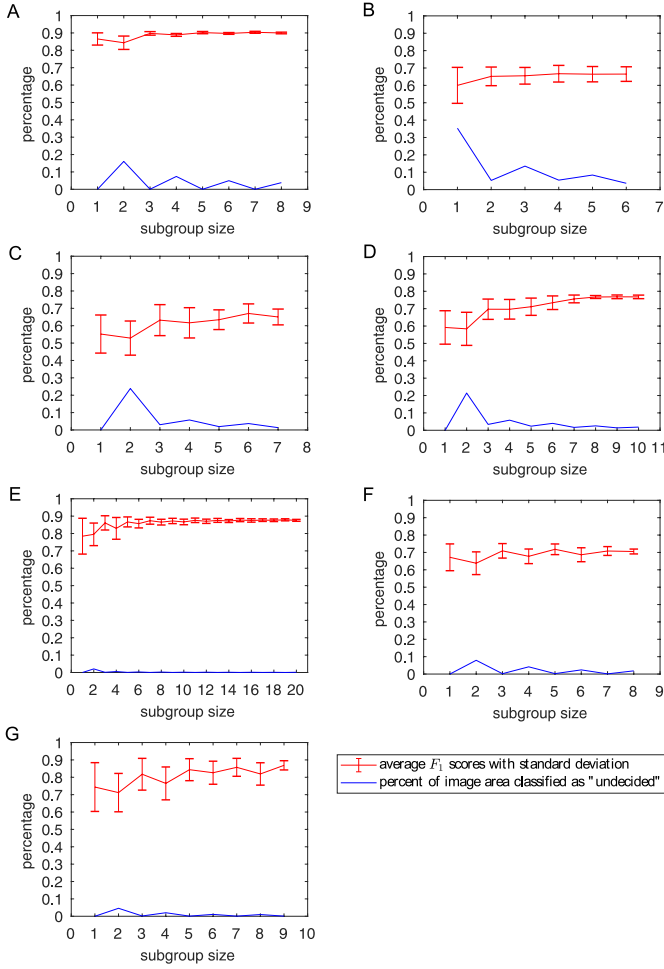 A
1
0.9
0.8
0.7
0.6
0.5
0.4
0.3
0.2
0.1
0
percentage
0 1 2 3 4 5 6 7 8 9
subgroup size
B
1
0.9
0.8
0.7
0.6
0.5
0.4
0.3
0.2
0.1
0
percentage
0 1 2 3 4 5 6 7
subgroup size
C
1
0.9
0.8
0.7
0.6
0.5
0.4
0.3
0.2
0.1
0
percentage
0 1 2 3 4 5 6 7 8
subgroup size
D
1
0.9
0.8
0.7
0.6
0.5
0.4
0.3
0.2
0.1
0
percentage
0 1 2 3 4 5 6 7 8 9 10 11
subgroup size
E
1
0.9
0.8
0.7
0.6
0.5
0.4
0.3
0.2
0.1
0
percentage
0 2 4 6 8 10 12 14 16 18 20
subgroup size
F
1
0.9
0.8
0.7
0.6
0.5
0.4
0.3
0.2
0.1
0
percentage
0 1 2 3 4 5 6 7 8 9
subgroup size
G
1
0.9
0.8
0.7
0.6
0.5
0.4
0.3
0.2
0.1
0
percentage
0 1 2 3 4 5 6 7 8 9 10
subgroup size
average F1 scores with standard deviation
percent of image area classified as "undecided"